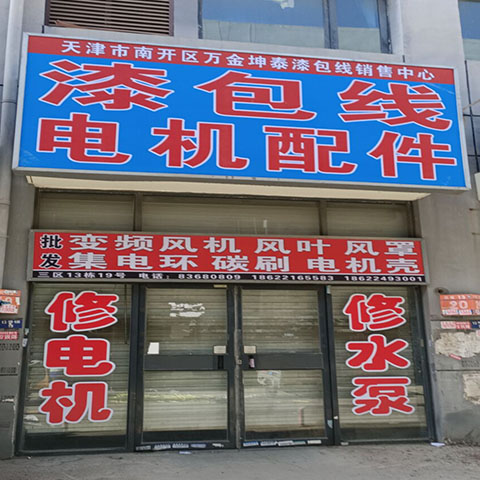 天津市南开区万金坤泰漆包线销售中心
漆包线
电机配件
批发
变频风机 风叶 风罩
集电环 碳刷 电机壳
三区13栋19号 电话：83680809 18622165583 18622493001
修电机
修水泵